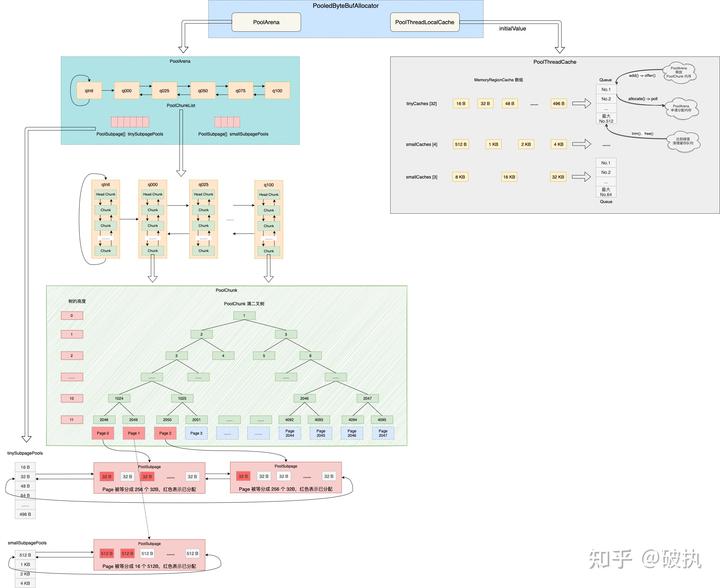 PooledByteBufAllocator
PoolArena
PoolThreadLocalCache
initialValue
PoolArena
qInit
q000
q025
q050
q075
q100
PoolChunkList
PoolSubpage[] tinySubpagePools
PoolSubpage[] smallSubpagePools
PoolThreadCache
MemoryRegionCache 数组
Queue
tinyCaches [32]
16 B
32 B
48 B
......
496 B
No.1
No.2
...
最大
No.512
add() -> offer()
allocate() -> poll
trim()、free()
PoolArena
释放
PoolChunk 内存
PoolArena
申请分配内存
smallCaches [4]
512 B
1 KB
2 KB
4 KB
smallCaches [3]
8 KB
16 KB
32 KB
No.1
No.2
...
最大
No.64
Queue
qInit
q000
q025
q100
Head Chunk
Head Chunk
Head Chunk
Head Chunk
Chunk
Chunk
Chunk
Chunk
Chunk
Chunk
Chunk
Chunk
......
......
......
......
......
Chunk
Chunk
Chunk
Chunk
PoolChunk
树的高度
PoolChunk 满二叉树
0
1
1
2
3
2
3
4
5
6
......
......
......
......
......
10
1024
1025
2046
2047
11
2048
2049
2050
2051
......
......
4092
4093
4094
4095
Page 0
Page 1
Page 2
Page 3
......
......
Page 2044
Page 2045
Page 2046
Page 2047
tinySubpagePools
16 B
32 B
48 B
64 B
......
496 B
PoolSubpage
32 B
32 B
32 B
......
32 B
Page 被等分成 256 个 32B，红色表示已分配
PoolSubpage
32 B
32 B
32 B
......
32 B
Page 被等分成 256 个 32B，红色表示已分配
smallSubpagePools
512 B
1 KB
2 KB
4 KB
PoolSubpage
512 B
512 B
512 B
......
512 B
Page 被等分成 16 个 512B，红色表示已分配
知乎 @破执